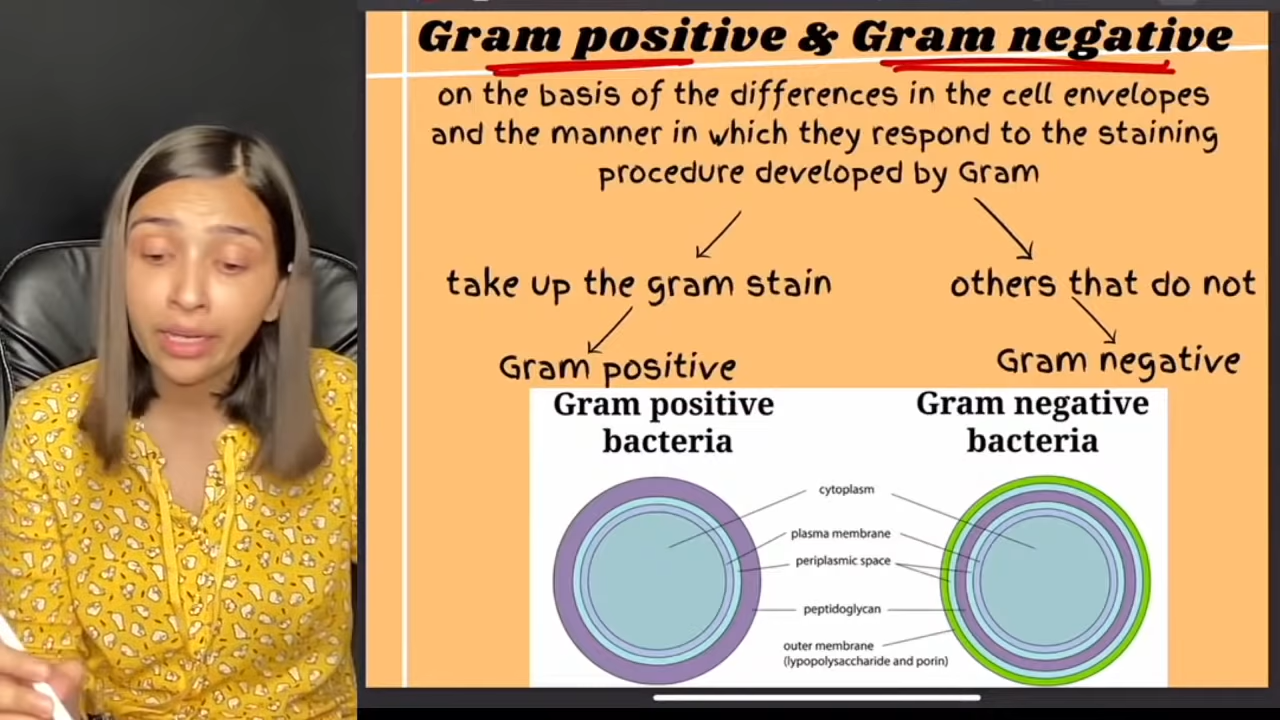 Gram positive & Gram negative
on the basis of the differences in the cell envelopes
and the manner in which they respond to the staining
procedure developed by Gram
take up the gram stain
others that do not
Gram positive
Gram negative
Gram positive
bacteria
Gram negative
bacteria
cytoplasm
plasma membrane
periplasmic space
peptidoglycan
outer membrane
(lypopolysaccharide and porin)